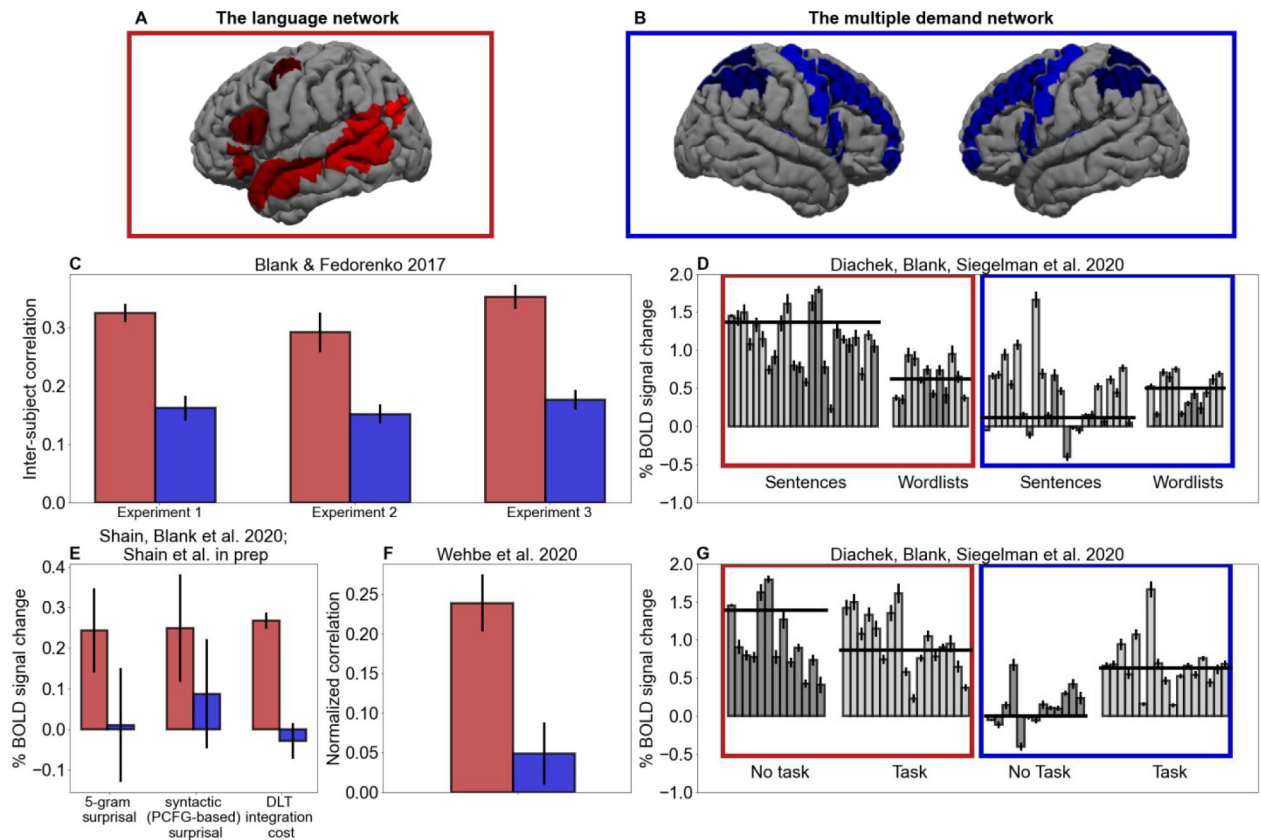 A The language network
B The multiple demand network
C Blank & Fedorenko 2017
Inter-subject correlation
0.3
0.2
0.1
0.0
Experiment 1 Experiment 2 Experiment 3
D Diachek, Blank, Siegelman et al. 2020
% BOLD signal change
2.0
1.5
1.0
0.5
0.0
−0.5
−1.0
Sentences Wordlists Sentences Wordlists
E Shain, Blank et al. 2020;
Shain et al. in prep
% BOLD signal change
0.4
0.3
0.2
0.1
0.0
−0.1
5-gram
surprisal
syntactic
(PCFG-based)
surprisal
DLT
integration
cost
F Wehbe et al. 2020
Normalized correlation
0.25
0.20
0.15
0.10
0.05
0.00
G Diachek, Blank, Siegelman et al. 2020
% BOLD signal change
2.0
1.5
1.0
0.5
0.0
−0.5
−1.0
No task Task No Task Task